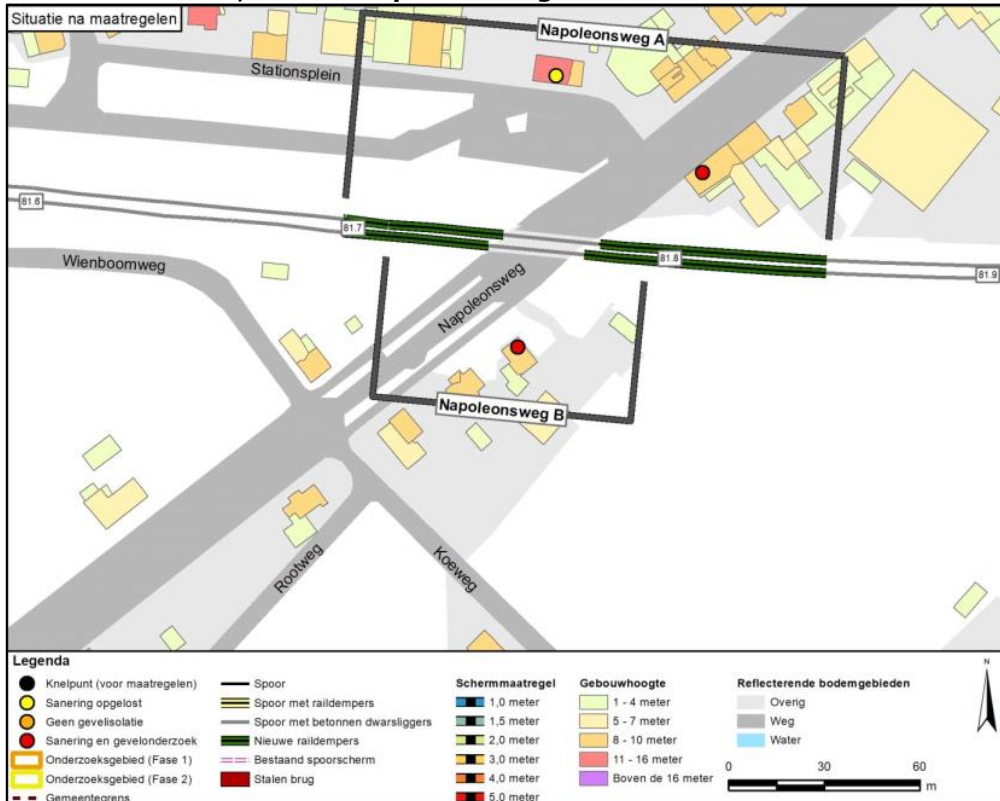 Situatie na maatregelen
Napoleonsweg A
Stationsplein
81.6
81.7
Wienboomweg
81.8
81.9
Napoleonsweg
Napoleonsweg B
Rootweg
Koeweg
Legenda
Knelpunt (voor maatregelen)
Sanering opgelost
Geen gevelisolatie
Sanering en gevelonderzoek
Onderzoeksgebied (Fase 1)
Onderzoeksgebied (Fase 2)
Gemeentegrens
Spoor
Spoor met raildempers
Spoor met betonnen dwarsliggers
Nieuwe raildempers
Bestaand spoorscherm
Stalen brug
Schermmaatregel
1,0 meter
1,5 meter
2,0 meter
3,0 meter
4,0 meter
5,0 meter
Gebouwhoogte
1 - 4 meter
5 - 7 meter
8 - 10 meter
11 - 16 meter
Boven de 16 meter
Reflecterende bodemgebieden
Overig
Weg
Water
N
0 30 60
m